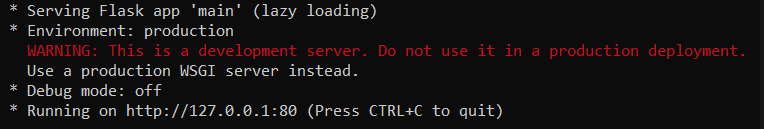 * Serving Flask app 'main' (lazy loading)
* Environment: production
WARNING: This is a development server. Do not use it in a production deployment.
Use a production WSGI server instead.
* Debug mode: off
* Running on http://127.0.0.1:80 (Press CTRL+C to quit)